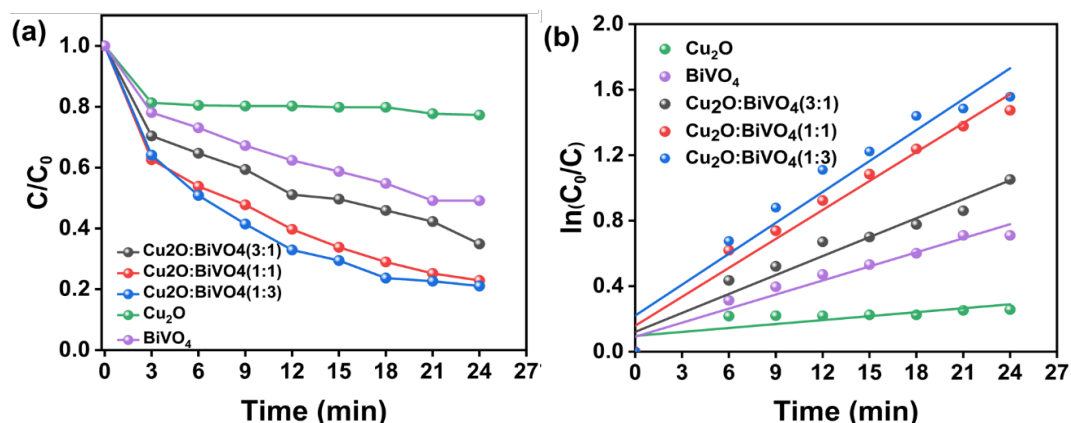 (a)
1.0
0.8
0.6
0.4
0.2
0.0
C/C₀
Cu2O:BiVO4(3:1)
Cu2O:BiVO4(1:1)
Cu2O:BiVO4(1:3)
Cu₂O
BiVO₄
0 3 6 9 12 15 18 21 24 27
Time (min)
(b)
2.0
1.6
1.2
0.8
0.4
0.0
ln(C₀/C)
Cu₂O
BiVO₄
Cu₂O:BiVO₄(3:1)
Cu₂O:BiVO₄(1:1)
Cu₂O:BiVO₄(1:3)
0 3 6 9 12 15 18 21 24 27
Time (min)